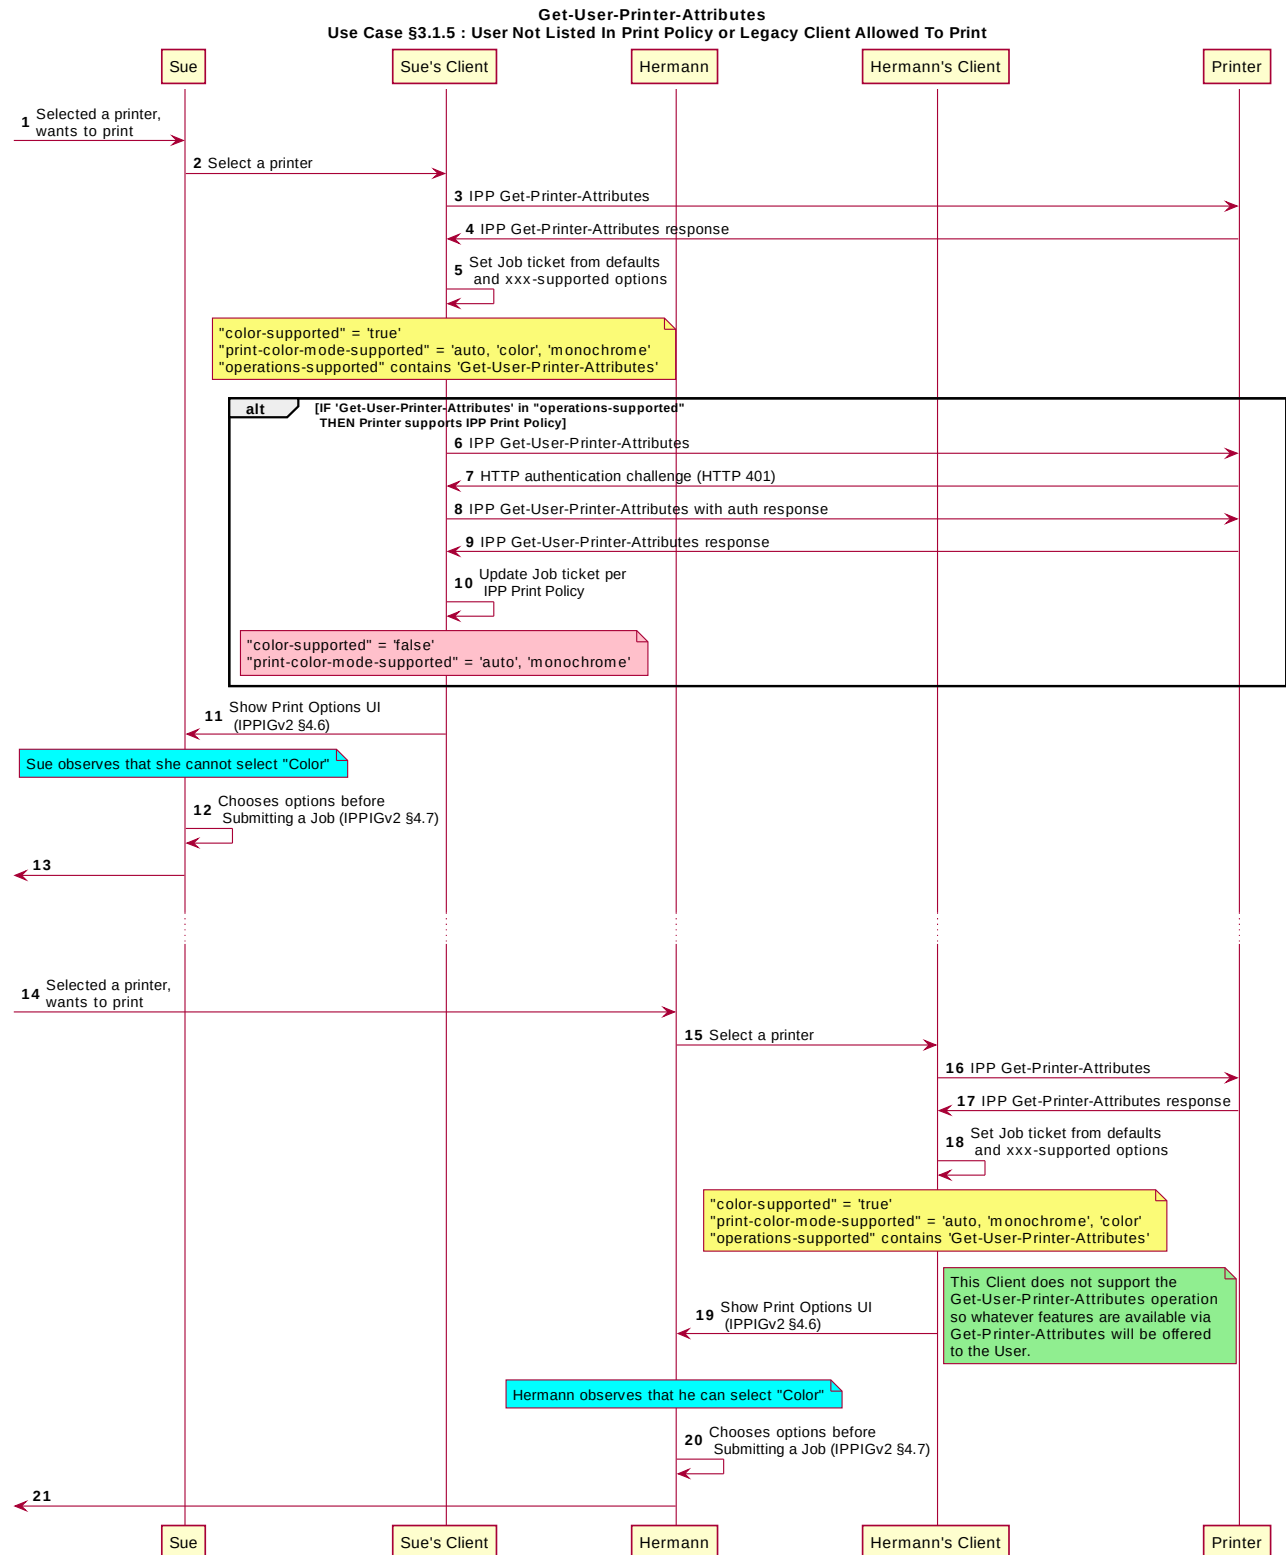 Get-User-Printer-Attributes
Use Case §3.1.5 : User Not Listed In Print Policy or Legacy Client Allowed To Print
Sue
Sue's Client
Hermann
Hermann's Client
Printer
1 Selected a printer,
wants to print
2 Select a printer
3 IPP Get-Printer-Attributes
4 IPP Get-Printer-Attributes response
5 Set Job ticket from defaults
and xxx-supported options
"color-supported" = 'true'
"print-color-mode-supported" = 'auto, 'color', 'monochrome'
"operations-supported" contains 'Get-User-Printer-Attributes'
alt
[IF 'Get-User-Printer-Attributes' in "operations-supported"
THEN Printer supports IPP Print Policy]
6 IPP Get-User-Printer-Attributes
7 HTTP authentication challenge (HTTP 401)
8 IPP Get-User-Printer-Attributes with auth response
9 IPP Get-User-Printer-Attributes response
10 Update Job ticket per
IPP Print Policy
"color-supported" = 'false'
"print-color-mode-supported" = 'auto', 'monochrome'
11 Show Print Options UI
(IPPIGv2 §4.6)
Sue observes that she cannot select "Color"
12 Chooses options before
Submitting a Job (IPPIGv2 §4.7)
13
14 Selected a printer,
wants to print
15 Select a printer
16 IPP Get-Printer-Attributes
17 IPP Get-Printer-Attributes response
18 Set Job ticket from defaults
and xxx-supported options
"color-supported" = 'true'
"print-color-mode-supported" = 'auto, 'monochrome', 'color'
"operations-supported" contains 'Get-User-Printer-Attributes'
This Client does not support the
Get-User-Printer-Attributes operation
so whatever features are available via
Get-Printer-Attributes will be offered
to the User.
19 Show Print Options UI
(IPPIGv2 §4.6)
Hermann observes that he can select "Color"
20 Chooses options before
Submitting a Job (IPPIGv2 §4.7)
21
Sue
Sue's Client
Hermann
Hermann's Client
Printer